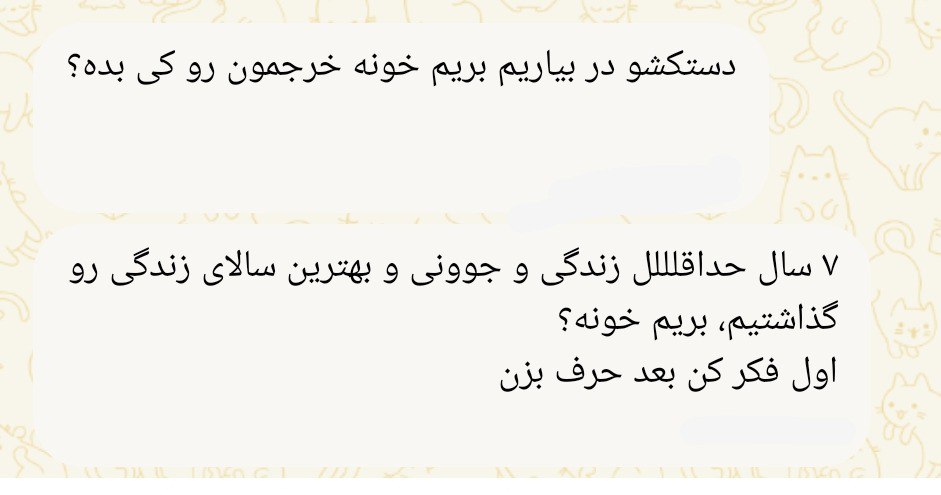 دستکشو در بیاریم بریم خونه خرجمون رو کی بده؟
۷ سال حداقلللل زندگی و جوونی و بهترین سالای زندگی رو
گذاشتیم، بریم خونه؟
اول فکر کن بعد حرف بزن